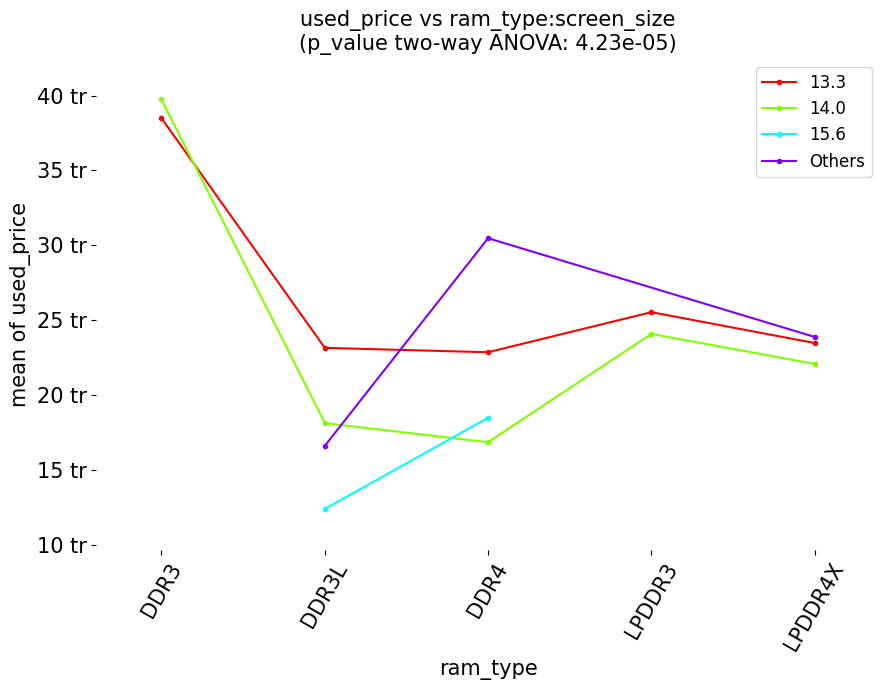 used_price vs ram_type:screen_size
(p_value two-way ANOVA: 4.23e-05)
13.3
14.0
15.6
Others
40 tr
35 tr
30 tr
25 tr
20 tr
15 tr
10 tr
mean of used_price
DDR3
DDR3L
DDR4
LPDDR3
LPDDR4X
ram_type